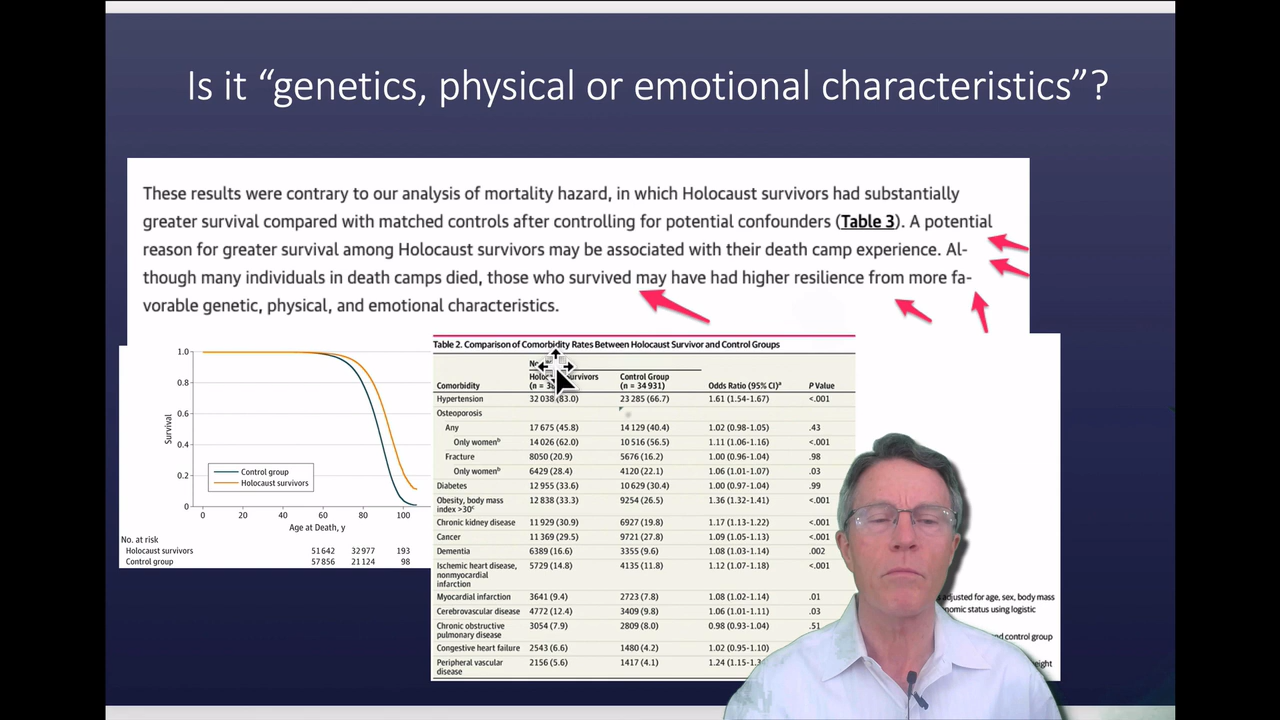 Is it “genetics, physical or emotional characteristics”?
These results were contrary to our analysis of mortality hazard, in which Holocaust survivors had substantially
greater survival compared with matched controls after controlling for potential confounders (Table 3). A potential
reason for greater survival among Holocaust survivors may be associated with their death camp experience. Al-
though many individuals in death camps died, those who survived may have had higher resilience from more fa-
vorable genetic, physical, and emotional characteristics.
1.0
0.8
0.6
0.4
0.2
0
Survival
Control group
Holocaust survivors
0 20 40 60 80 100
Age at Death, y
No. at risk
Holocaust survivors 51 642 32 977 193
Control group 57 856 21 124 98
Table 2. Comparison of Comorbidity Rates Between Holocaust Survivor and Control Groups
Control Group
Comorbidity (n = 34 931) Odds Ratio (95% CI)a P Value
Hypertension 32 038 (83.0) 23 285 (66.7) 1.61 (1.54-1.67) <.001
Osteoporosis
Any 17 675 (45.8) 14 129 (40.4) 1.02 (0.98-1.05) .43
Only womenb 14 026 (62.0) 10 516 (56.5) 1.11 (1.06-1.16) <.001
Fracture 8050 (20.9) 5676 (16.2) 1.00 (0.96-1.04) .98
Only womenb 6429 (28.4) 4120 (22.1) 1.06 (1.01-1.07) .03
Diabetes 12 955 (33.6) 10 629 (30.4) 1.00 (0.97-1.04) .99
Obesity, body mass 12 838 (33.3) 9254 (26.5) 1.36 (1.32-1.41) <.001
index >30c
Chronic kidney disease 11 929 (30.9) 6927 (19.8) 1.17 (1.13-1.22) <.001
Cancer 11 369 (29.5) 9721 (27.8) 1.09 (1.05-1.13) <.001
Dementia 6389 (16.6) 3355 (9.6) 1.08 (1.03-1.14) .002
Ischemic heart disease, 5729 (14.8) 4135 (11.8) 1.12 (1.07-1.18) <.001
nonmyocardial
infarction
Myocardial infarction 3641 (9.4) 2723 (7.8) 1.08 (1.02-1.14) .01
Cerebrovascular disease 4772 (12.4) 3409 (9.8) 1.06 (1.01-1.11) .03
Chronic obstructive 3054 (7.9) 2809 (8.0) 0.98 (0.93-1.04) .51
pulmonary disease
Congestive heart failure 2543 (6.6) 1480 (4.2) 1.02 (0.95-1.10)
Peripheral vascular 2156 (5.6) 1417 (4.1)
disease
adjusted for age, sex, body mass
status using logistic
and control group